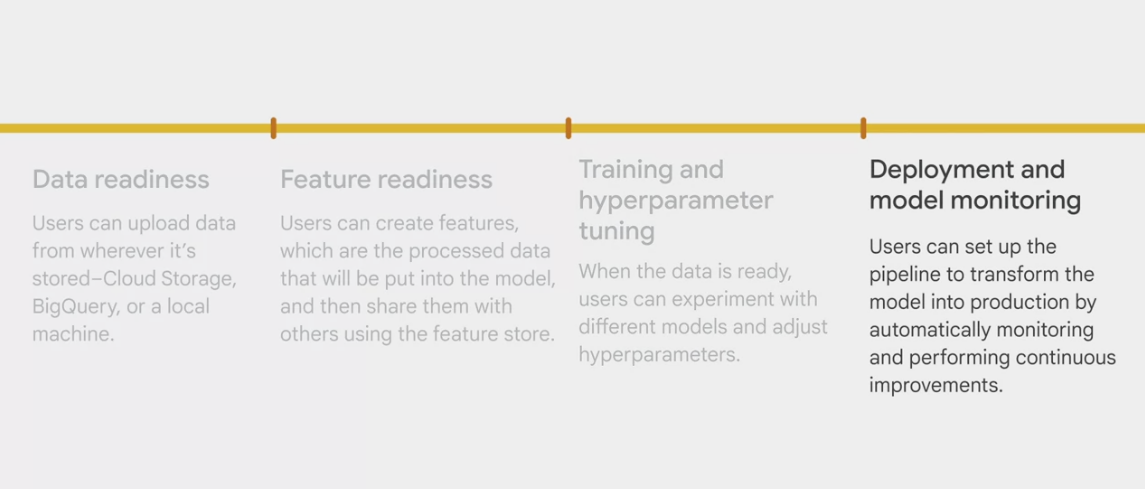 Data readiness
Users can upload data
from wherever it’s
stored–Cloud Storage,
BigQuery, or a local
machine.
Feature readiness
Users can create features,
which are the processed data
that will be put into the model,
and then share them with
others using the feature store.
Training and
hyperparameter
tuning
When the data is ready,
users can experiment with
different models and adjust
hyperparameters.
Deployment and
model monitoring
Users can set up the
pipeline to transform the
model into production by
automatically monitoring
and performing continuous
improvements.